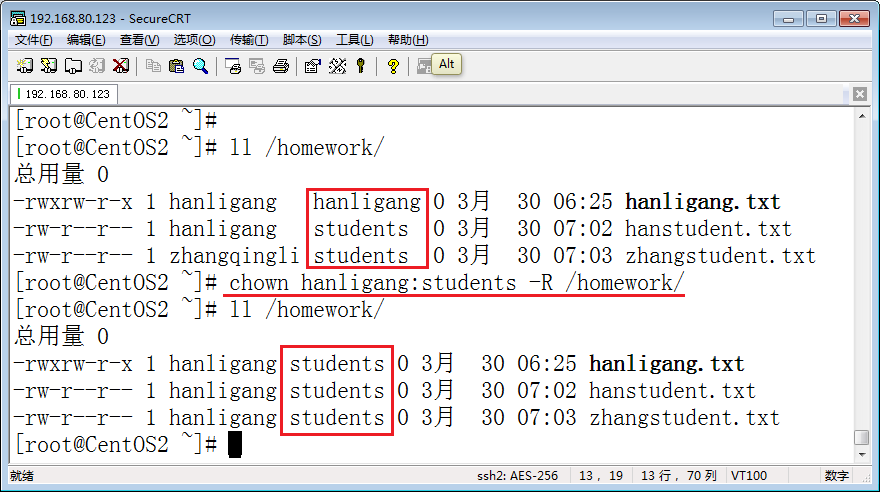 192.168.80.123 - SecureCRT
文件(F) 编辑(E) 查看(V) 选项(O) 传输(T) 脚本(S) 工具(L) 帮助(H)
Alt
192.168.80.123
[root@CentOS2 ~]#
[root@CentOS2 ~]# ll /homework/
总用量 0
-rwxrw-r-x 1 hanligang   hanligang 0 3月  30 06:25 hanligang.txt
-rw-r--r-- 1 hanligang   students  0 3月  30 07:02 hanstudent.txt
-rw-r--r-- 1 zhangqingli students  0 3月  30 07:03 zhangstudent.txt
[root@CentOS2 ~]# chown hanligang:students -R /homework/
[root@CentOS2 ~]# ll /homework/
总用量 0
-rwxrw-r-x 1 hanligang students 0 3月  30 06:25 hanligang.txt
-rw-r--r-- 1 hanligang students 0 3月  30 07:02 hanstudent.txt
-rw-r--r-- 1 hanligang students 0 3月  30 07:03 zhangstudent.txt
[root@CentOS2 ~]#
就绪 ssh2: AES-256 13, 19 13 行, 70 列 VT100 数字